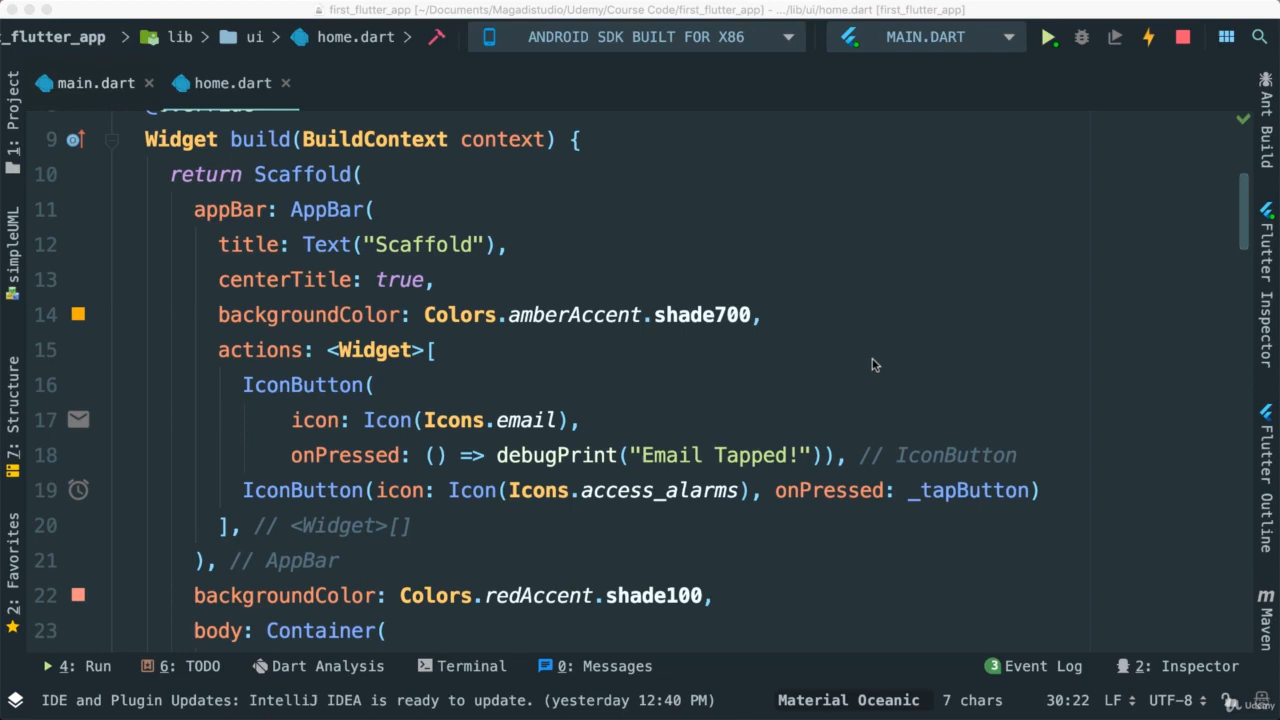 first_flutter_app [~/Documents/Magadistudio/Udemy/Course Code/first_flutter_app] - .../lib/ui/home.dart [first_flutter_app]
t_flutter_app > lib > ui > home.dart > ANDROID SDK BUILT FOR X86 MAIN.DART
main.dart × home.dart ×
9 Widget build(BuildContext context) {
10 return Scaffold(
11 appBar: AppBar(
12 title: Text("Scaffold"),
13 centerTitle: true,
14 backgroundColor: Colors.amberAccent.shade700,
15 actions: <Widget>[
16 IconButton(
17 icon: Icon(Icons.email),
18 onPressed: () => debugPrint("Email Tapped!")), // IconButton
19 IconButton(icon: Icon(Icons.access_alarms), onPressed: _tapButton)
20 ], // <Widget>[]
21 ), // AppBar
22 backgroundColor: Colors.redAccent.shade100,
23 body: Container(
1: Project
simpleUML
7: Structure
2: Favorites
Ant Build
Flutter Inspector
Flutter Outline
m Maven
4: Run 6: TODO Dart Analysis Terminal 0: Messages 3 Event Log 2: Inspector
IDE and Plugin Updates: IntelliJ IDEA is ready to update. (yesterday 12:40 PM) Material Oceanic 7 chars 30:22 LF UTF-8 Udemy